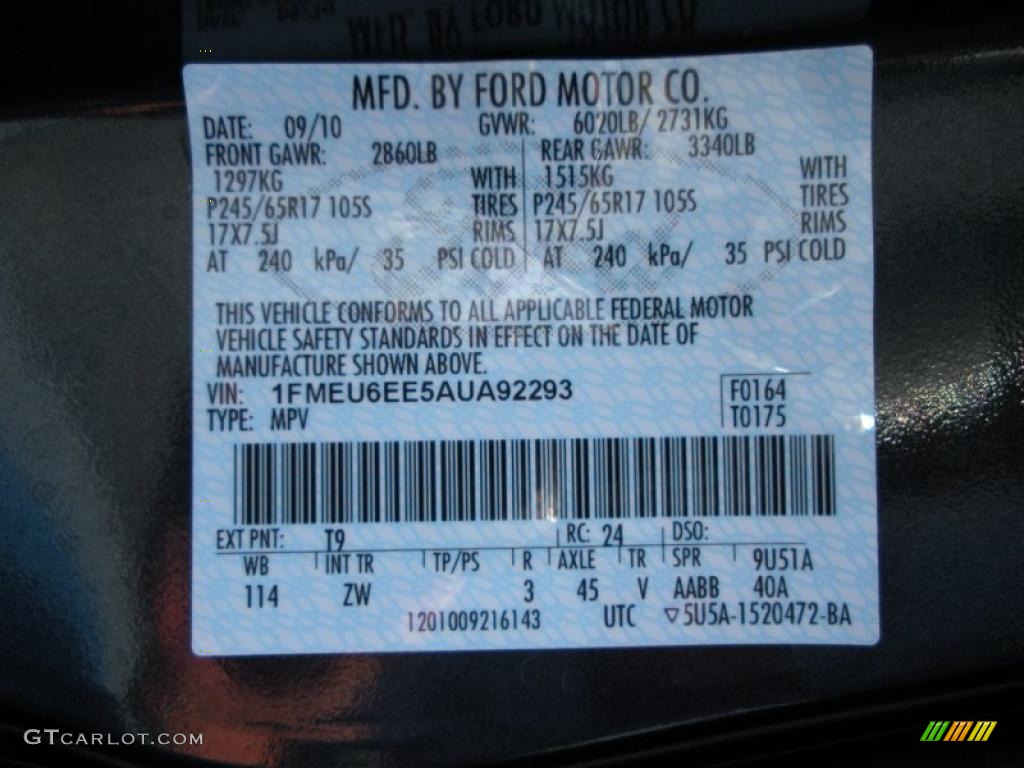 MFD. BY FORD MOTOR CO.
DATE: 09/10 GVWR: 6020LB/ 2731KG
FRONT GAWR: 2860LB REAR GAWR: 3340LB
1297KG WITH 1515KG WITH
P245/65R17 105S TIRES P245/65R17 105S TIRES
17X7.5J RIMS 17X7.5J RIMS
AT 240 kPa/ 35 PSI COLD AT 240 kPa/ 35 PSI COLD
THIS VEHICLE CONFORMS TO ALL APPLICABLE FEDERAL MOTOR
VEHICLE SAFETY STANDARDS IN EFFECT ON THE DATE OF
MANUFACTURE SHOWN ABOVE.
VIN: 1FMEU6EE5AUA92293 F0164
TYPE: MPV T0175
EXT PNT: T9 RC: 24 DSO:
WB INT TR TP/PS R AXLE TR SPR 9U51A
114 ZW 3 45 V AABB 40A
1201009216143 UTC ▽5U5A-1520472-BA
GTCARLOT.COM